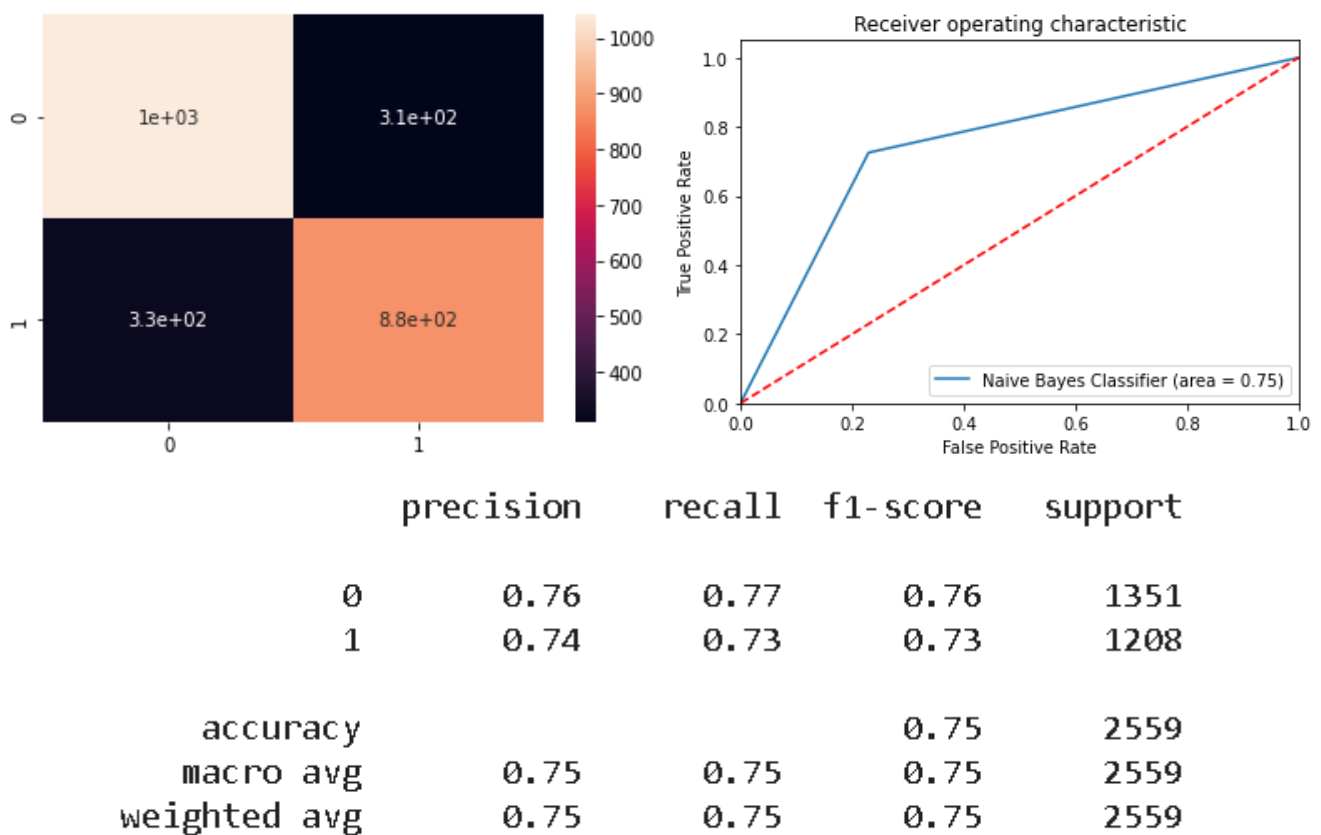 1e+03 3.1e+02
3.3e+02 8.8e+02
0
1
0 1
1000
900
800
700
600
500
400
Receiver operating characteristic
True Positive Rate
1.0
0.8
0.6
0.4
0.2
0.0
Naive Bayes Classifier (area = 0.75)
0.0 0.2 0.4 0.6 0.8 1.0
False Positive Rate
precision recall f1-score support
0 0.76 0.77 0.76 1351
1 0.74 0.73 0.73 1208
accuracy 0.75 2559
macro avg 0.75 0.75 0.75 2559
weighted avg 0.75 0.75 0.75 2559